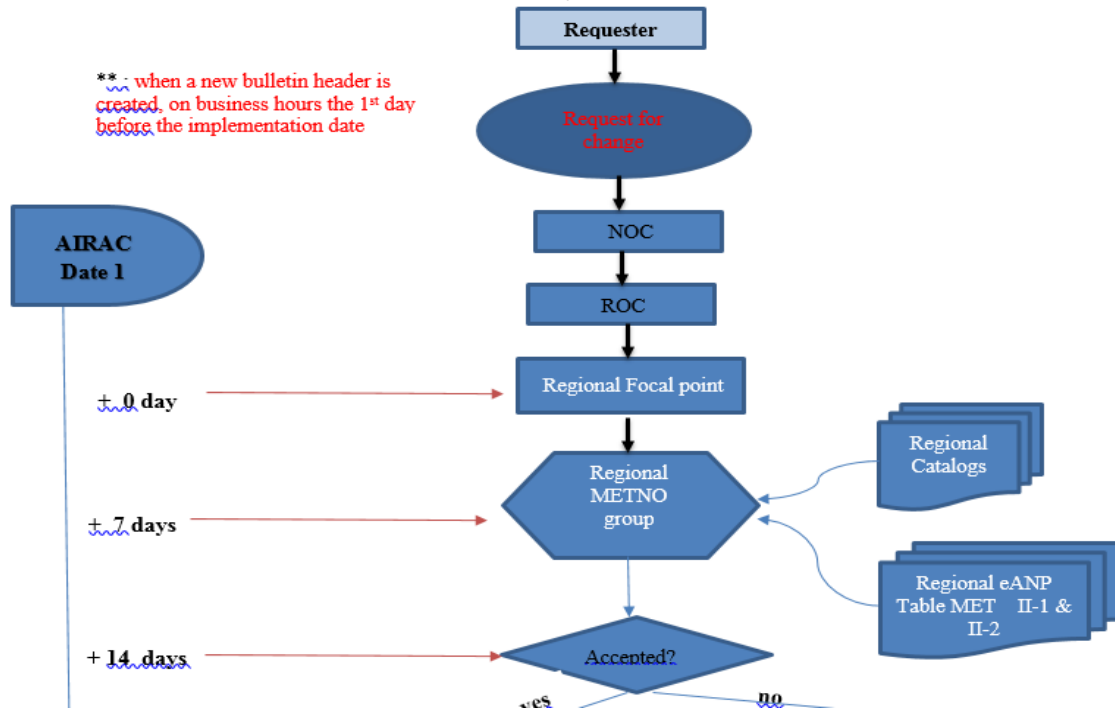 Requester
** : when a new bulletin header is
created, on business hours the 1st day
before the implementation date
Request for
change
NOC
AIRAC
Date 1
ROC
Regional Focal point
+ 0 day
Regional
METNO
group
Regional
Catalogs
+ 7 days
Regional eANP
Table MET II-1 &
II-2
+ 14 days
Accepted?
yes
no